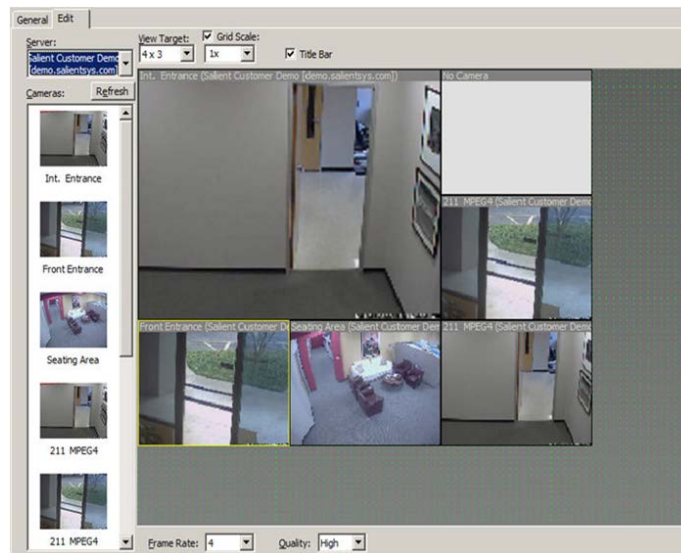 General Edit
Server:
Salient Customer Demo
[demo.salientsys.com]
View Target:
Grid Scale:
4 x 3
1x
Title Bar
Cameras:
Refresh
Int. Entrance
Front Entrance
Seating Area
211 MPEG4
211 MPEG4
Int. Entrance (Salient Customer Demo [demo.salientsys.com])
No Camera
211 MPEG4 (Salient Customer Demo
Front Entrance (Salient Customer De
Seating Area (Salient Customer Dem
211 MPEG4 (Salient Customer Demo
Frame Rate: 4
Quality: High